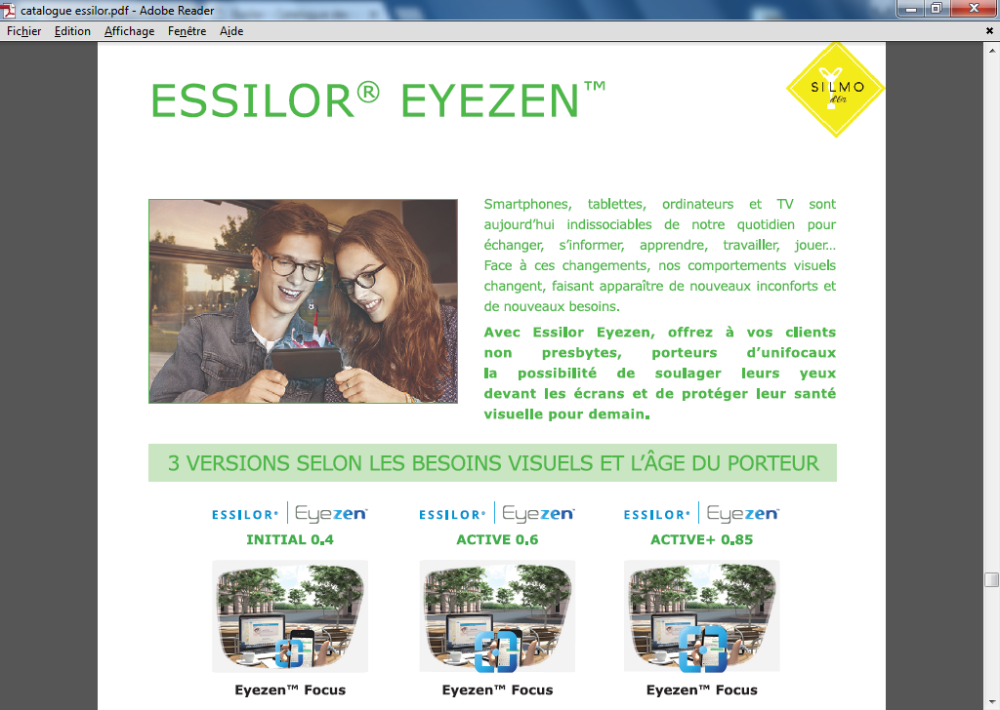 catalogue essilor.pdf - Adobe Reader
Fichier Edition Affichage Fenêtre Aide
ESSILOR® EYEZEN™
SILMO
d'Or
Smartphones, tablettes, ordinateurs et TV sont
aujourd'hui indissociables de notre quotidien pour
échanger, s'informer, apprendre, travailler, jouer...
Face à ces changements, nos comportements visuels
changent, faisant apparaître de nouveaux inconforts et
de nouveaux besoins.
Avec Essilor Eyezen, offrez à vos clients
non presbytes, porteurs d'unifocaux
la possibilité de soulager leurs yeux
devant les écrans et de protéger leur santé
visuelle pour demain.
3 VERSIONS SELON LES BESOINS VISUELS ET L'ÂGE DU PORTEUR
ESSILOR® | Eyezen™ ESSILOR® | Eyezen™ ESSILOR® | Eyezen™
INITIAL 0.4 ACTIVE 0.6 ACTIVE+ 0.85
Eyezen™ Focus Eyezen™ Focus Eyezen™ Focus